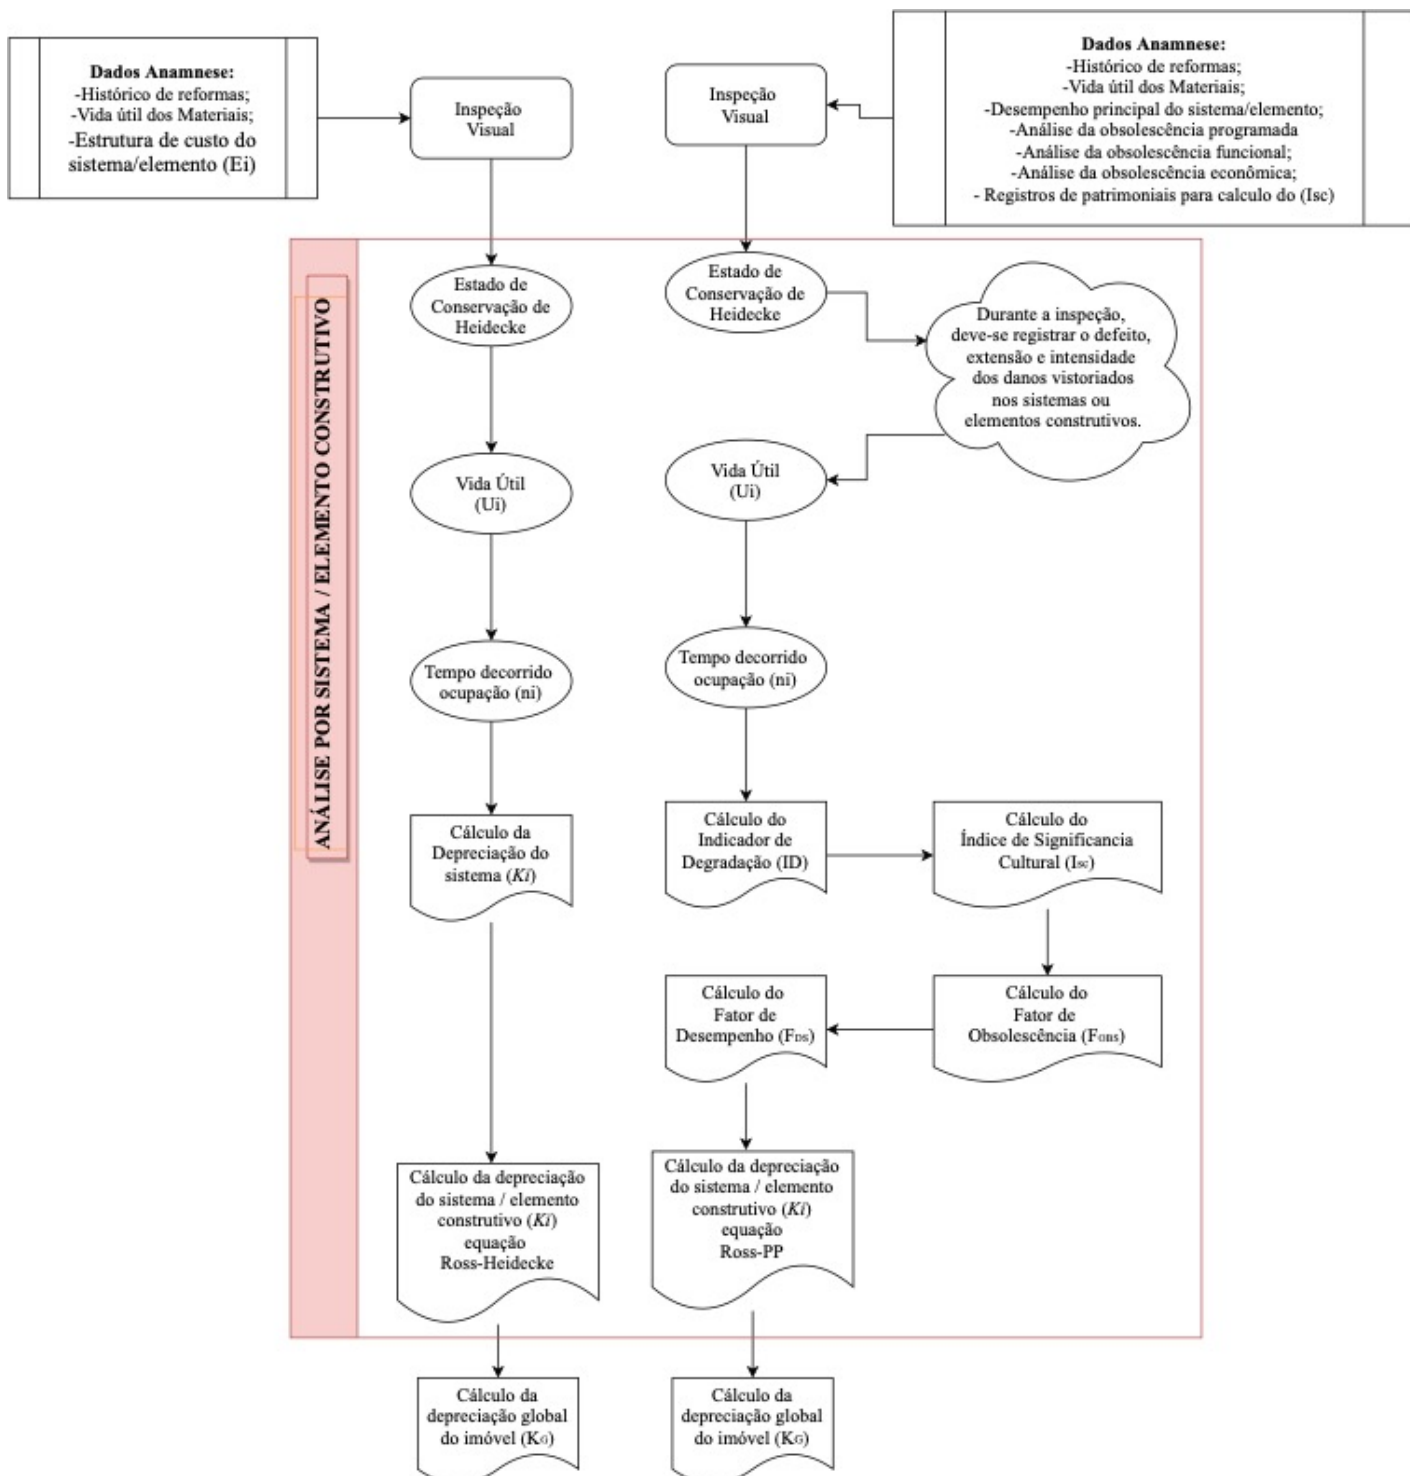 Dados Anamnese:
-Histórico de reformas;
-Vida útil dos Materiais;
-Estrutura de custo do
sistema/elemento (Ei)
Inspeção
Visual
Inspeção
Visual
Dados Anamnese:
-Histórico de reformas;
-Vida útil dos Materiais;
-Desempenho principal do sistema/elemento;
-Análise da obsolescência programada
-Análise da obsolescência funcional;
-Análise da obsolescência econômica;
- Registros de patrimoniais para calculo do (Isc)
ANÁLISE POR SISTEMA / ELEMENTO CONSTRUTIVO
Estado de
Conservação de
Heidecke
Vida Útil
(Ui)
Tempo decorrido
ocupação (ni)
Cálculo da
Depreciação do
sistema (Ki)
Cálculo da depreciação
do sistema / elemento
construtivo (Ki)
equação
Ross-Heidecke
Cálculo da
depreciação global
do imóvel (KG)
Estado de
Conservação de
Heidecke
Durante a inspeção,
deve-se registrar o defeito,
extensão e intensidade
dos danos vistoriados
nos sistemas ou
elementos construtivos.
Vida Útil
(Ui)
Tempo decorrido
ocupação (ni)
Cálculo do
Indicador de
Degradação (ID)
Cálculo do
Índice de Significancia
Cultural (Isc)
Cálculo do
Fator de
Obsolescência (FOBS)
Cálculo do
Fator de
Desempenho (FDS)
Cálculo da depreciação
do sistema / elemento
construtivo (Ki)
equação
Ross-PP
Cálculo da
depreciação global
do imóvel (KG)